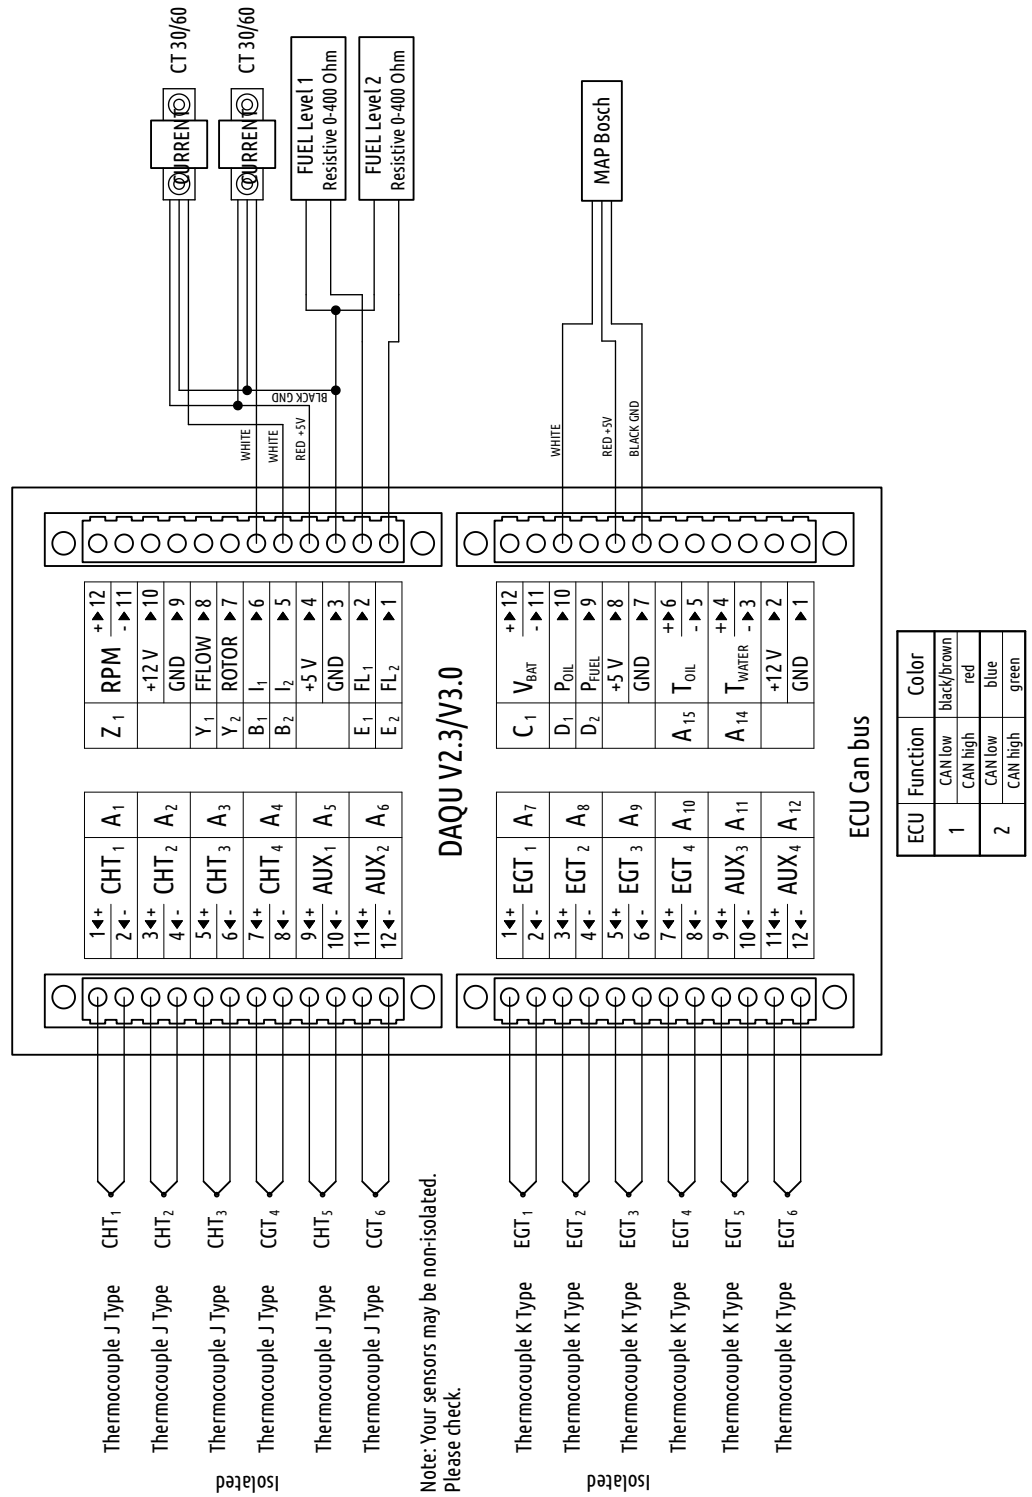 CT 30/60
CURRENT
CT 30/60
CURRENT
FUEL Level 1
Resistive 0-400 Ohm
FUEL Level 2
Resistive 0-400 Ohm
MAP Bosch
WHITE
WHITE
RED +5V
BLACK GND
WHITE
RED +5V
BLACK GND
Z1 RPM + 12
- 11
+12 V 10
GND 9
Y1 FFLOW 8
Y2 ROTOR 7
B1 I1 6
B2 I2 5
+5 V 4
GND 3
E1 FL1 2
E2 FL2 1
C1 VBAT + 12
- 11
D1 POIL 10
D2 PFUEL 9
+5 V 8
GND 7
A15 TOIL + 6
- 5
A14 TWATER + 4
- 3
+12 V 2
GND 1
DAQU V2.3/V3.0
ECU Can bus
1 + CHT1 A1
2 -
3 + CHT2 A2
4 -
5 + CHT3 A3
6 -
7 + CHT4 A4
8 -
9 + AUX1 A5
10 -
11 + AUX2 A6
12 -
1 + EGT1 A7
2 -
3 + EGT2 A8
4 -
5 + EGT3 A9
6 -
7 + EGT4 A10
8 -
9 + AUX3 A11
10 -
11 + AUX4 A12
12 -
ECU Function Color
1 CAN low black/brown
CAN high red
2 CAN low blue
CAN high green
Thermocouple J Type CHT1
Thermocouple J Type CHT2
Thermocouple J Type CHT3
Thermocouple J Type CGT4
Thermocouple J Type CHT5
Thermocouple J Type CGT6
Isolated
Note: Your sensors may be non-isolated.
Please check.
Thermocouple K Type EGT1
Thermocouple K Type EGT2
Thermocouple K Type EGT3
Thermocouple K Type EGT4
Thermocouple K Type EGT5
Thermocouple K Type EGT6
Isolated